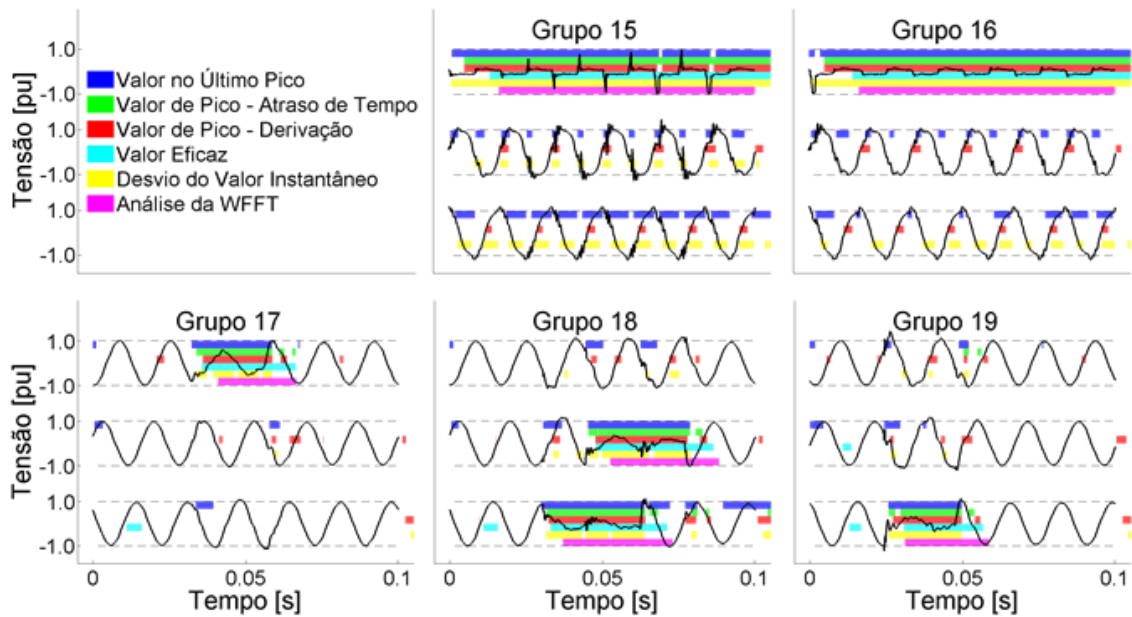 Grupo 15
Grupo 16
1.0
-1.0
1.0
-1.0
1.0
-1.0
Tensão [pu]
Valor no Último Pico
Valor de Pico - Atraso de Tempo
Valor de Pico - Derivação
Valor Eficaz
Desvio do Valor Instantâneo
Análise da WFFT
Grupo 17
Grupo 18
Grupo 19
1.0
-1.0
1.0
-1.0
1.0
-1.0
Tensão [pu]
0 0.05 0.1
0 0.05 0.1
0 0.05 0.1
Tempo [s]
Tempo [s]
Tempo [s]